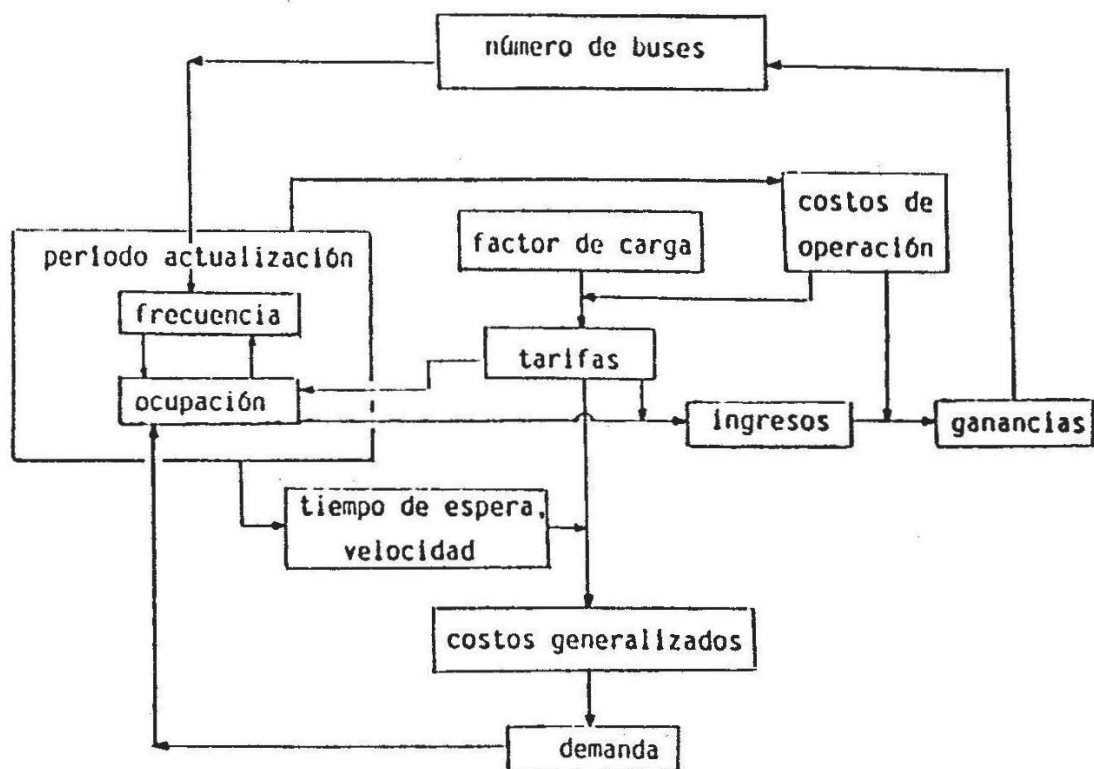 número de buses
costos de
operación
factor de carga
período actualización
frecuencia
tarifas
ocupación
ingresos
ganancias
tiempo de espera,
velocidad
costos generalizados
demanda